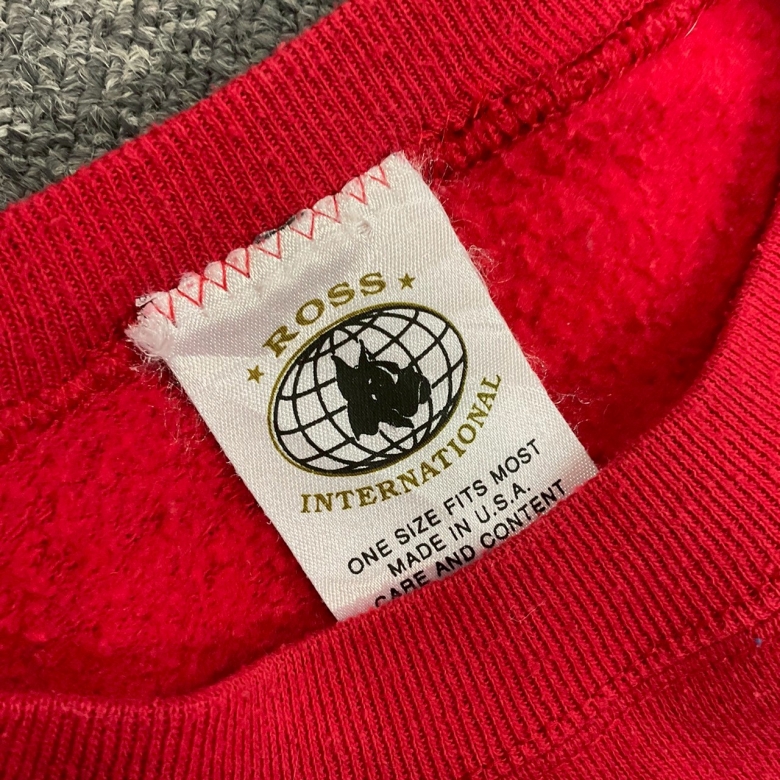 ROSS
INTERNATIONAL
ONE SIZE FITS MOST
MADE IN U.S.A.
CARE AND CONTENT